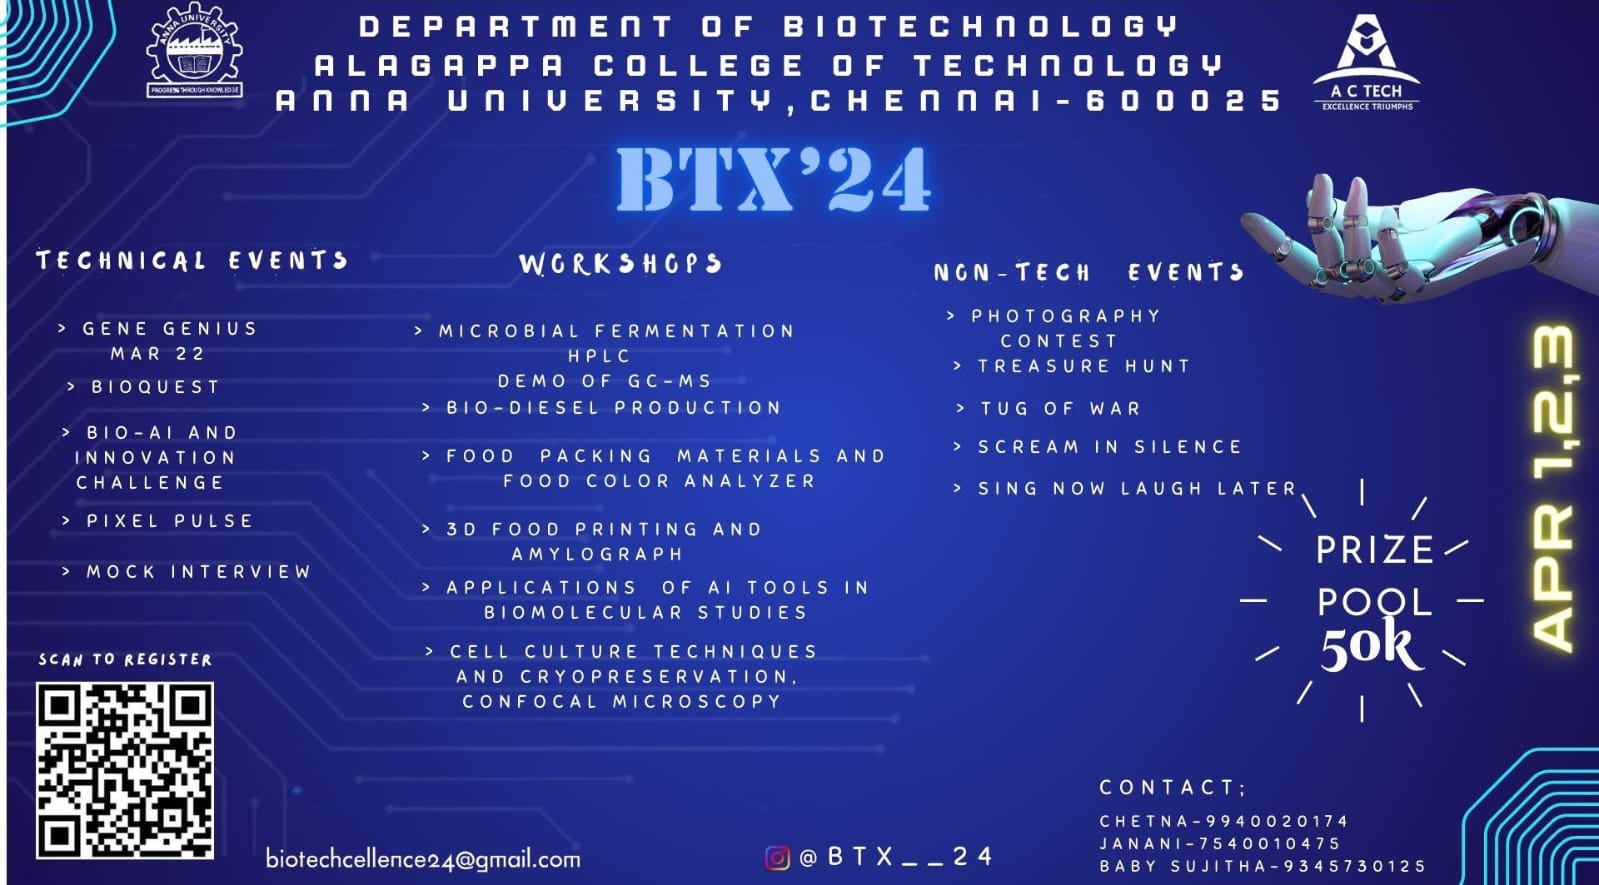 DEPARTMENT OF BIOTECHNOLOGY
ALAGAPPA COLLEGE OF TECHNOLOGY
ANNA UNIVERSITY,CHENNAI-600025
ANNA UNIVERSITY
PROGRESS THROUGH KNOWLEDGE
A C TECH
EXCELLENCE TRIUMPHS
BTX'24
TECHNICAL EVENTS
> GENE GENIUS
MAR 22
> BIOQUEST
> BIO-AI AND
INNOVATION
CHALLENGE
> PIXEL PULSE
> MOCK INTERVIEW
WORKSHOPS
> MICROBIAL FERMENTATION
HPLC
DEMO OF GC-MS
> BIO-DIESEL PRODUCTION
> FOOD PACKING MATERIALS AND
FOOD COLOR ANALYZER
> 3D FOOD PRINTING AND
AMYLOGRAPH
> APPLICATIONS OF AI TOOLS IN
BIOMOLECULAR STUDIES
> CELL CULTURE TECHNIQUES
AND CRYOPRESERVATION,
CONFOCAL MICROSCOPY
NON-TECH EVENTS
> PHOTOGRAPHY
CONTEST
> TREASURE HUNT
> TUG OF WAR
> SCREAM IN SILENCE
> SING NOW LAUGH LATER
PRIZE
POOL
50k
APR 1,2,3
SCAN TO REGISTER
biotechcellence24@gmail.com
@BTX__24
CONTACT;
CHETNA-9940020174
JANANI-7540010475
BABY SUJITHA-9345730125